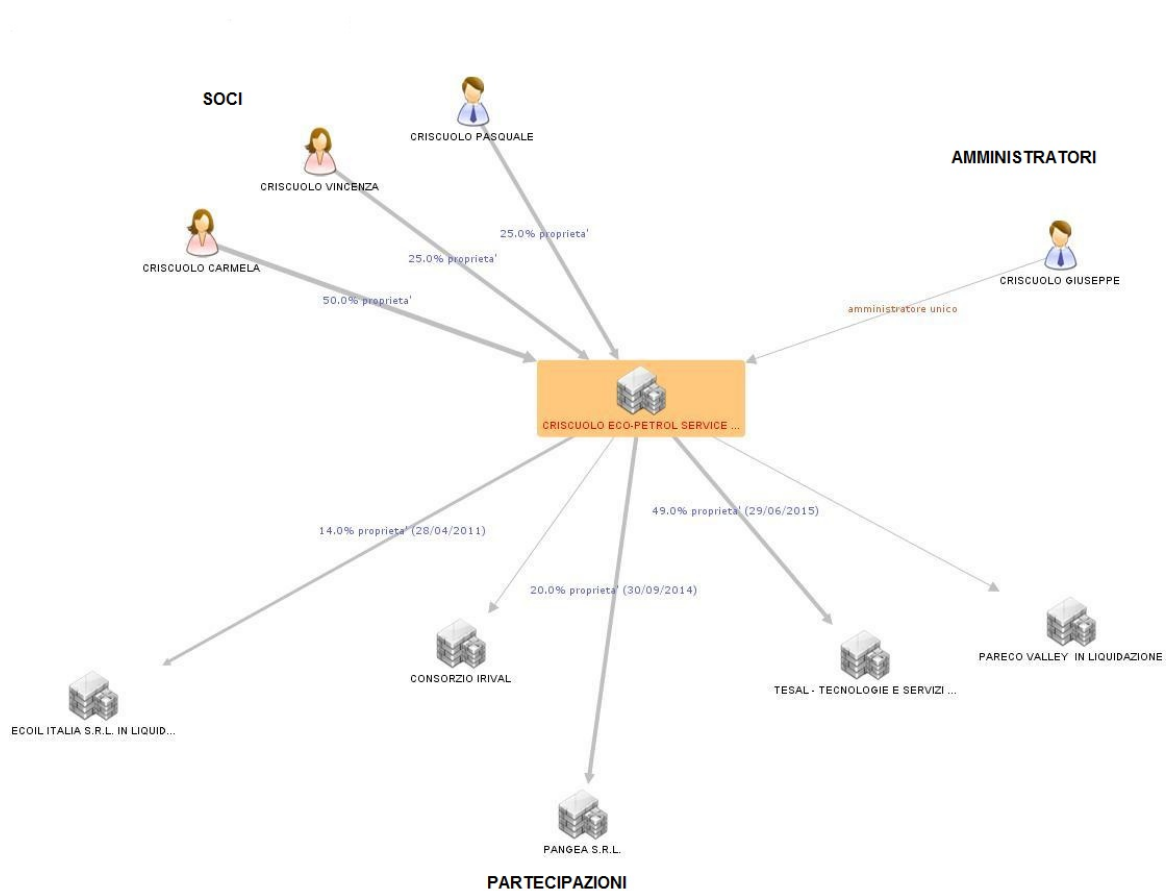 SOCI
CRISCUOLO PASQUALE
AMMINISTRATORI
CRISCUOLO VINCENZA
25.0% proprieta'
CRISCUOLO CARMELA
25.0% proprieta'
CRISCUOLO GIUSEPPE
50.0% proprieta'
amministratore unico
CRISCUOLO ECO-PETROL SERVICE ...
49.0% proprieta' (29/06/2015)
14.0% proprieta' (28/04/2011)
20.0% proprieta' (30/09/2014)
PARECO VALLEY IN LIQUIDAZIONE
CONSORZIO IRIVAL
TESAL - TECNOLOGIE E SERVIZI ...
ECOIL ITALIA S.R.L. IN LIQUID...
PANGEA S.R.L.
PARTECIPAZIONI